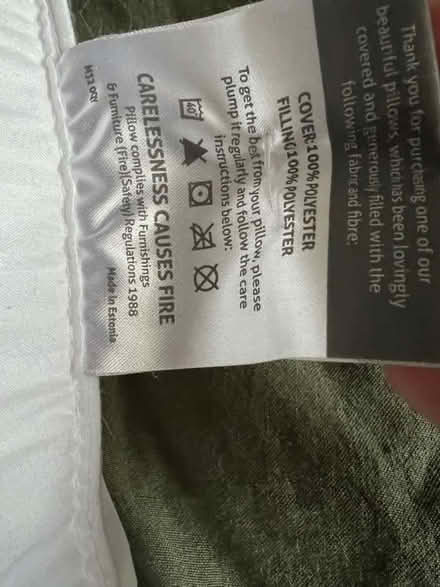 Thank you for purchasing one of our
beautiful pillows which has been lovingly
covered and generously filled with the
following fabric and fibre:
COVER 100% POLYESTER
FILLING 100% POLYESTER
To get the best from your pillow, please
plump it regularly and follow the care
instructions below:
40°
CARELESSNESS CAUSES FIRE
Pillow complies with Furnishings
& Furniture (Fire)(Safety) Regulations 1988
Made in Estonia